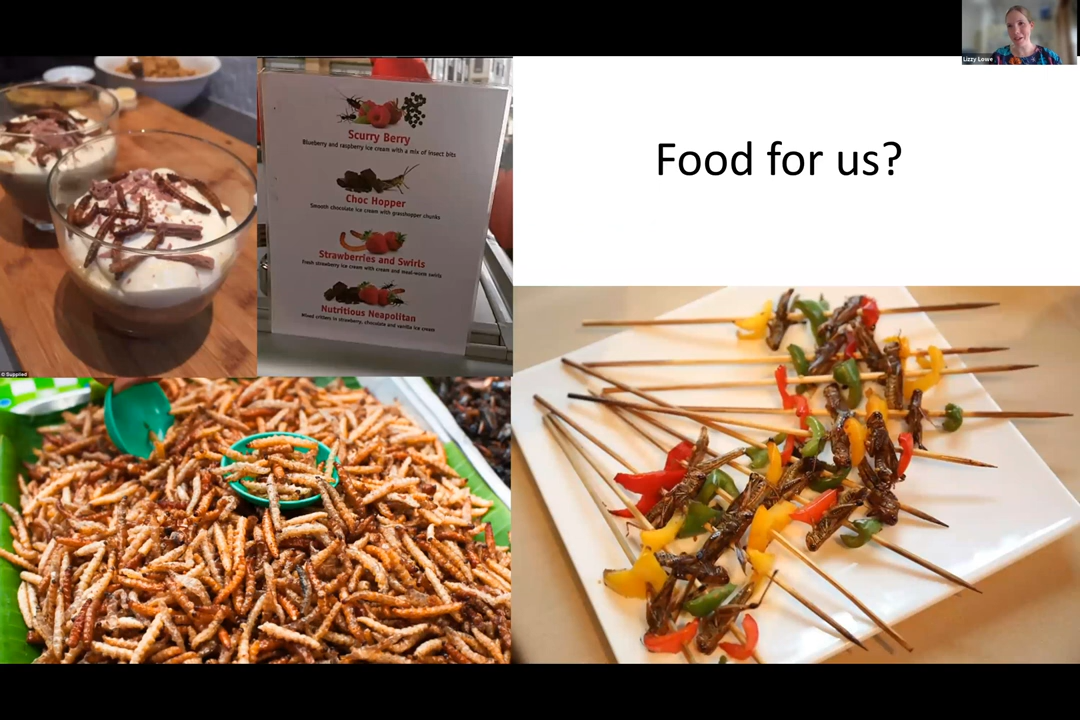 Lizzy Lowe
Food for us?
Scurry Berry
Blueberry and raspberry ice cream with a mix of insect bits
Choc Hopper
Smooth chocolate ice cream with grasshopper chunks
Strawberries and Swirls
Fresh strawberry ice cream with cream and meal-worm swirls
Nutritious Neapolitan
Mixed critters in strawberry, chocolate and vanilla ice cream
© Supplied